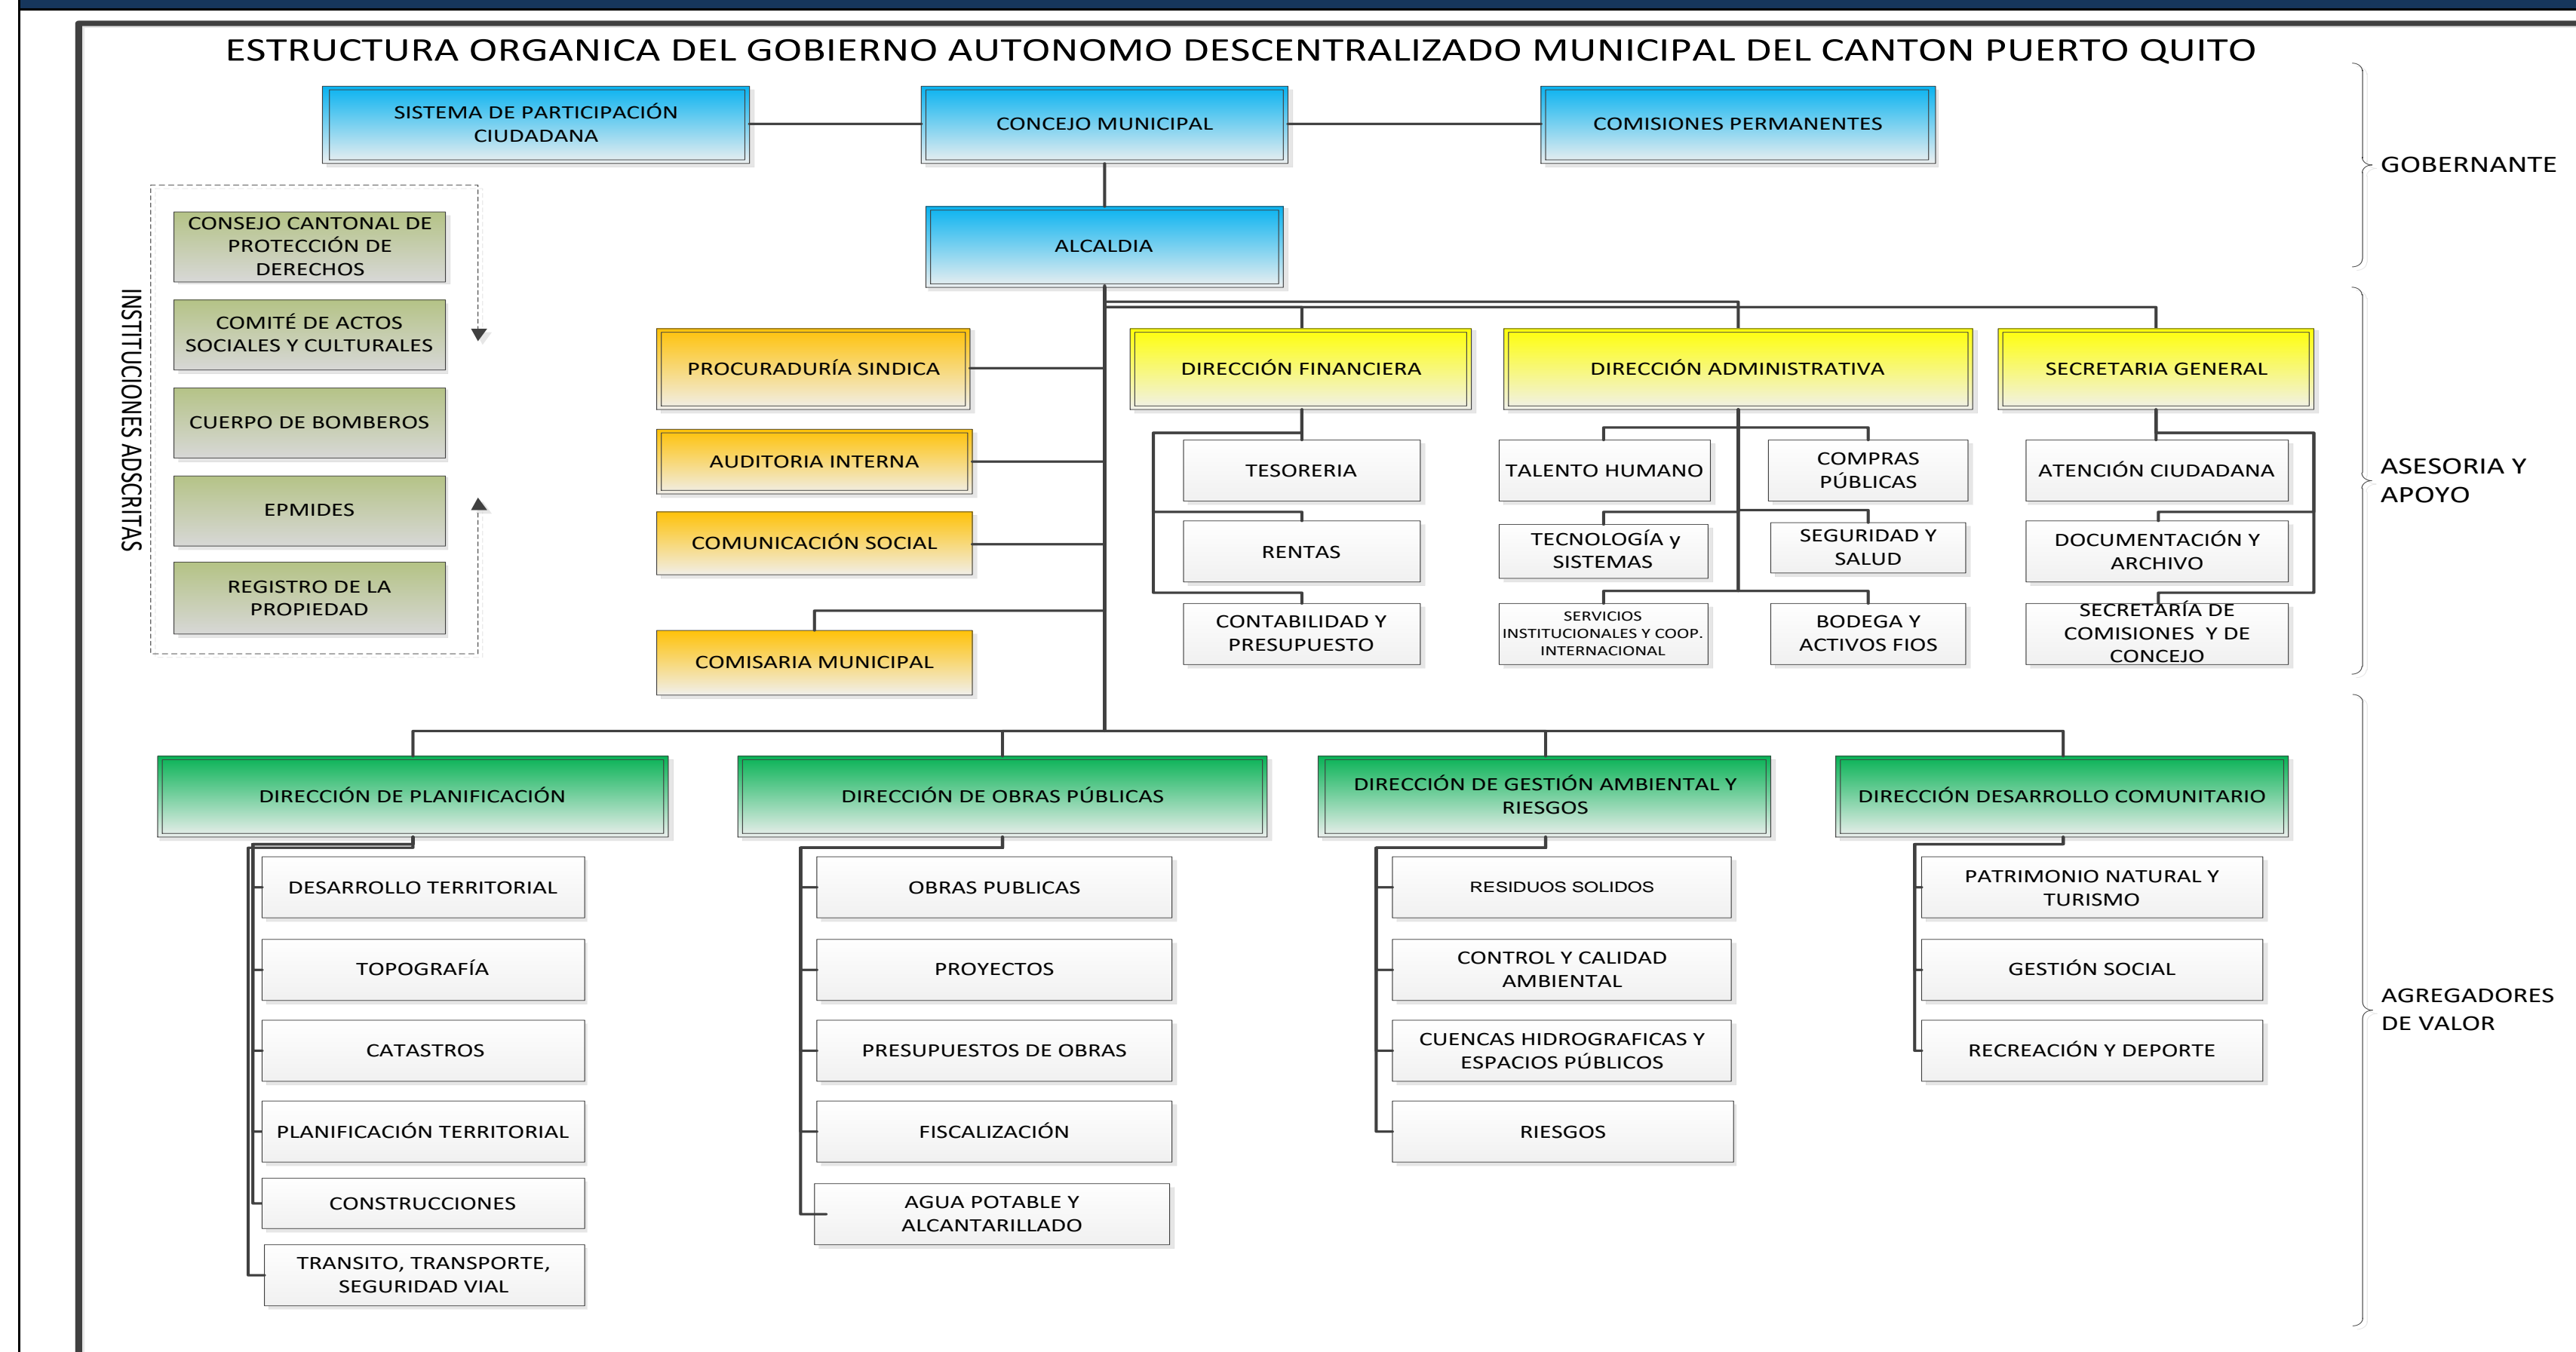 ESTRUCTURA ORGANICA DEL GOBIERNO AUTONOMO DESCENTRALIZADO MUNICIPAL DEL CANTON PUERTO QUITO
SISTEMA DE PARTICIPACIÓN
CIUDADANA
CONCEJO MUNICIPAL
COMISIONES PERMANENTES
GOBERNANTE
ALCALDIA
INSTITUCIONES ADSCRITAS
CONSEJO CANTONAL DE
PROTECCIÓN DE
DERECHOS
COMITÉ DE ACTOS
SOCIALES Y CULTURALES
CUERPO DE BOMBEROS
EPMIDES
REGISTRO DE LA
PROPIEDAD
PROCURADURÍA SINDICA
AUDITORIA INTERNA
COMUNICACIÓN SOCIAL
COMISARIA MUNICIPAL
DIRECCIÓN FINANCIERA
TESORERIA
RENTAS
CONTABILIDAD Y
PRESUPUESTO
DIRECCIÓN ADMINISTRATIVA
TALENTO HUMANO
COMPRAS
PÚBLICAS
TECNOLOGÍA y
SISTEMAS
SEGURIDAD Y
SALUD
SERVICIOS
INSTITUCIONALES Y COOP.
INTERNACIONAL
BODEGA Y
ACTIVOS FIOS
SECRETARIA GENERAL
ATENCIÓN CIUDADANA
DOCUMENTACIÓN Y
ARCHIVO
SECRETARÍA DE
COMISIONES Y DE
CONCEJO
ASESORIA Y
APOYO
DIRECCIÓN DE PLANIFICACIÓN
DESARROLLO TERRITORIAL
TOPOGRAFÍA
CATASTROS
PLANIFICACIÓN TERRITORIAL
CONSTRUCCIONES
TRANSITO, TRANSPORTE,
SEGURIDAD VIAL
DIRECCIÓN DE OBRAS PÚBLICAS
OBRAS PUBLICAS
PROYECTOS
PRESUPUESTOS DE OBRAS
FISCALIZACIÓN
AGUA POTABLE Y
ALCANTARILLADO
DIRECCIÓN DE GESTIÓN AMBIENTAL Y
RIESGOS
RESIDUOS SOLIDOS
CONTROL Y CALIDAD
AMBIENTAL
CUENCAS HIDROGRAFICAS Y
ESPACIOS PÚBLICOS
RIESGOS
DIRECCIÓN DESARROLLO COMUNITARIO
PATRIMONIO NATURAL Y
TURISMO
GESTIÓN SOCIAL
RECREACIÓN Y DEPORTE
AGREGADORES
DE VALOR